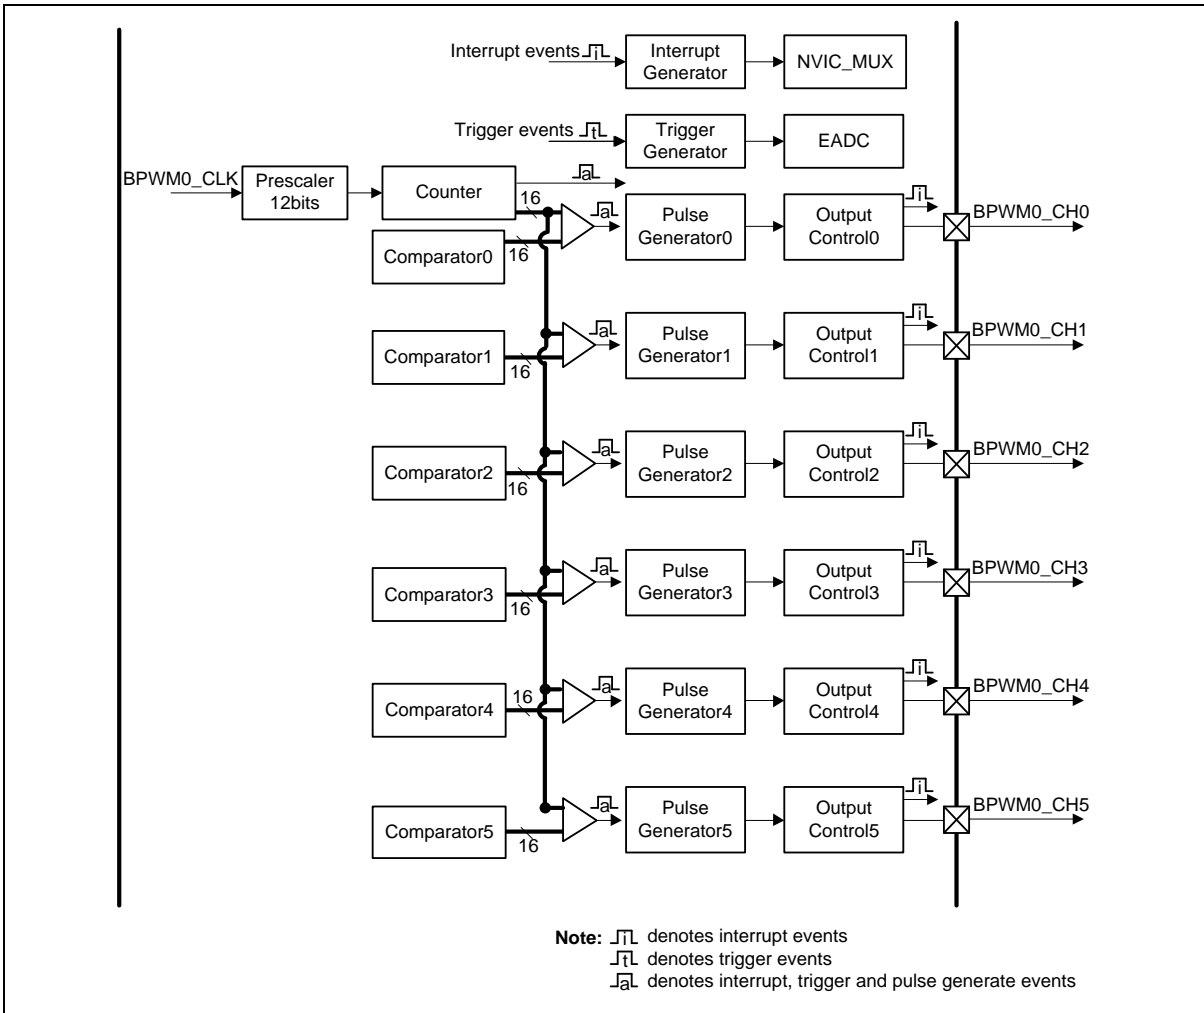 Interrupt events
i
Interrupt
Generator
NVIC_MUX
Trigger events
t
Trigger
Generator
EADC
BPWM0_CLK
Prescaler
12bits
Counter
a
16
Comparator0
16
a
Pulse
Generator0
Output
Control0
i
BPWM0_CH0
Comparator1
16
a
Pulse
Generator1
Output
Control1
i
BPWM0_CH1
Comparator2
16
a
Pulse
Generator2
Output
Control2
i
BPWM0_CH2
Comparator3
16
a
Pulse
Generator3
Output
Control3
i
BPWM0_CH3
Comparator4
16
a
Pulse
Generator4
Output
Control4
i
BPWM0_CH4
Comparator5
16
a
Pulse
Generator5
Output
Control5
i
BPWM0_CH5
Note: i denotes interrupt events
t denotes trigger events
a denotes interrupt, trigger and pulse generate events